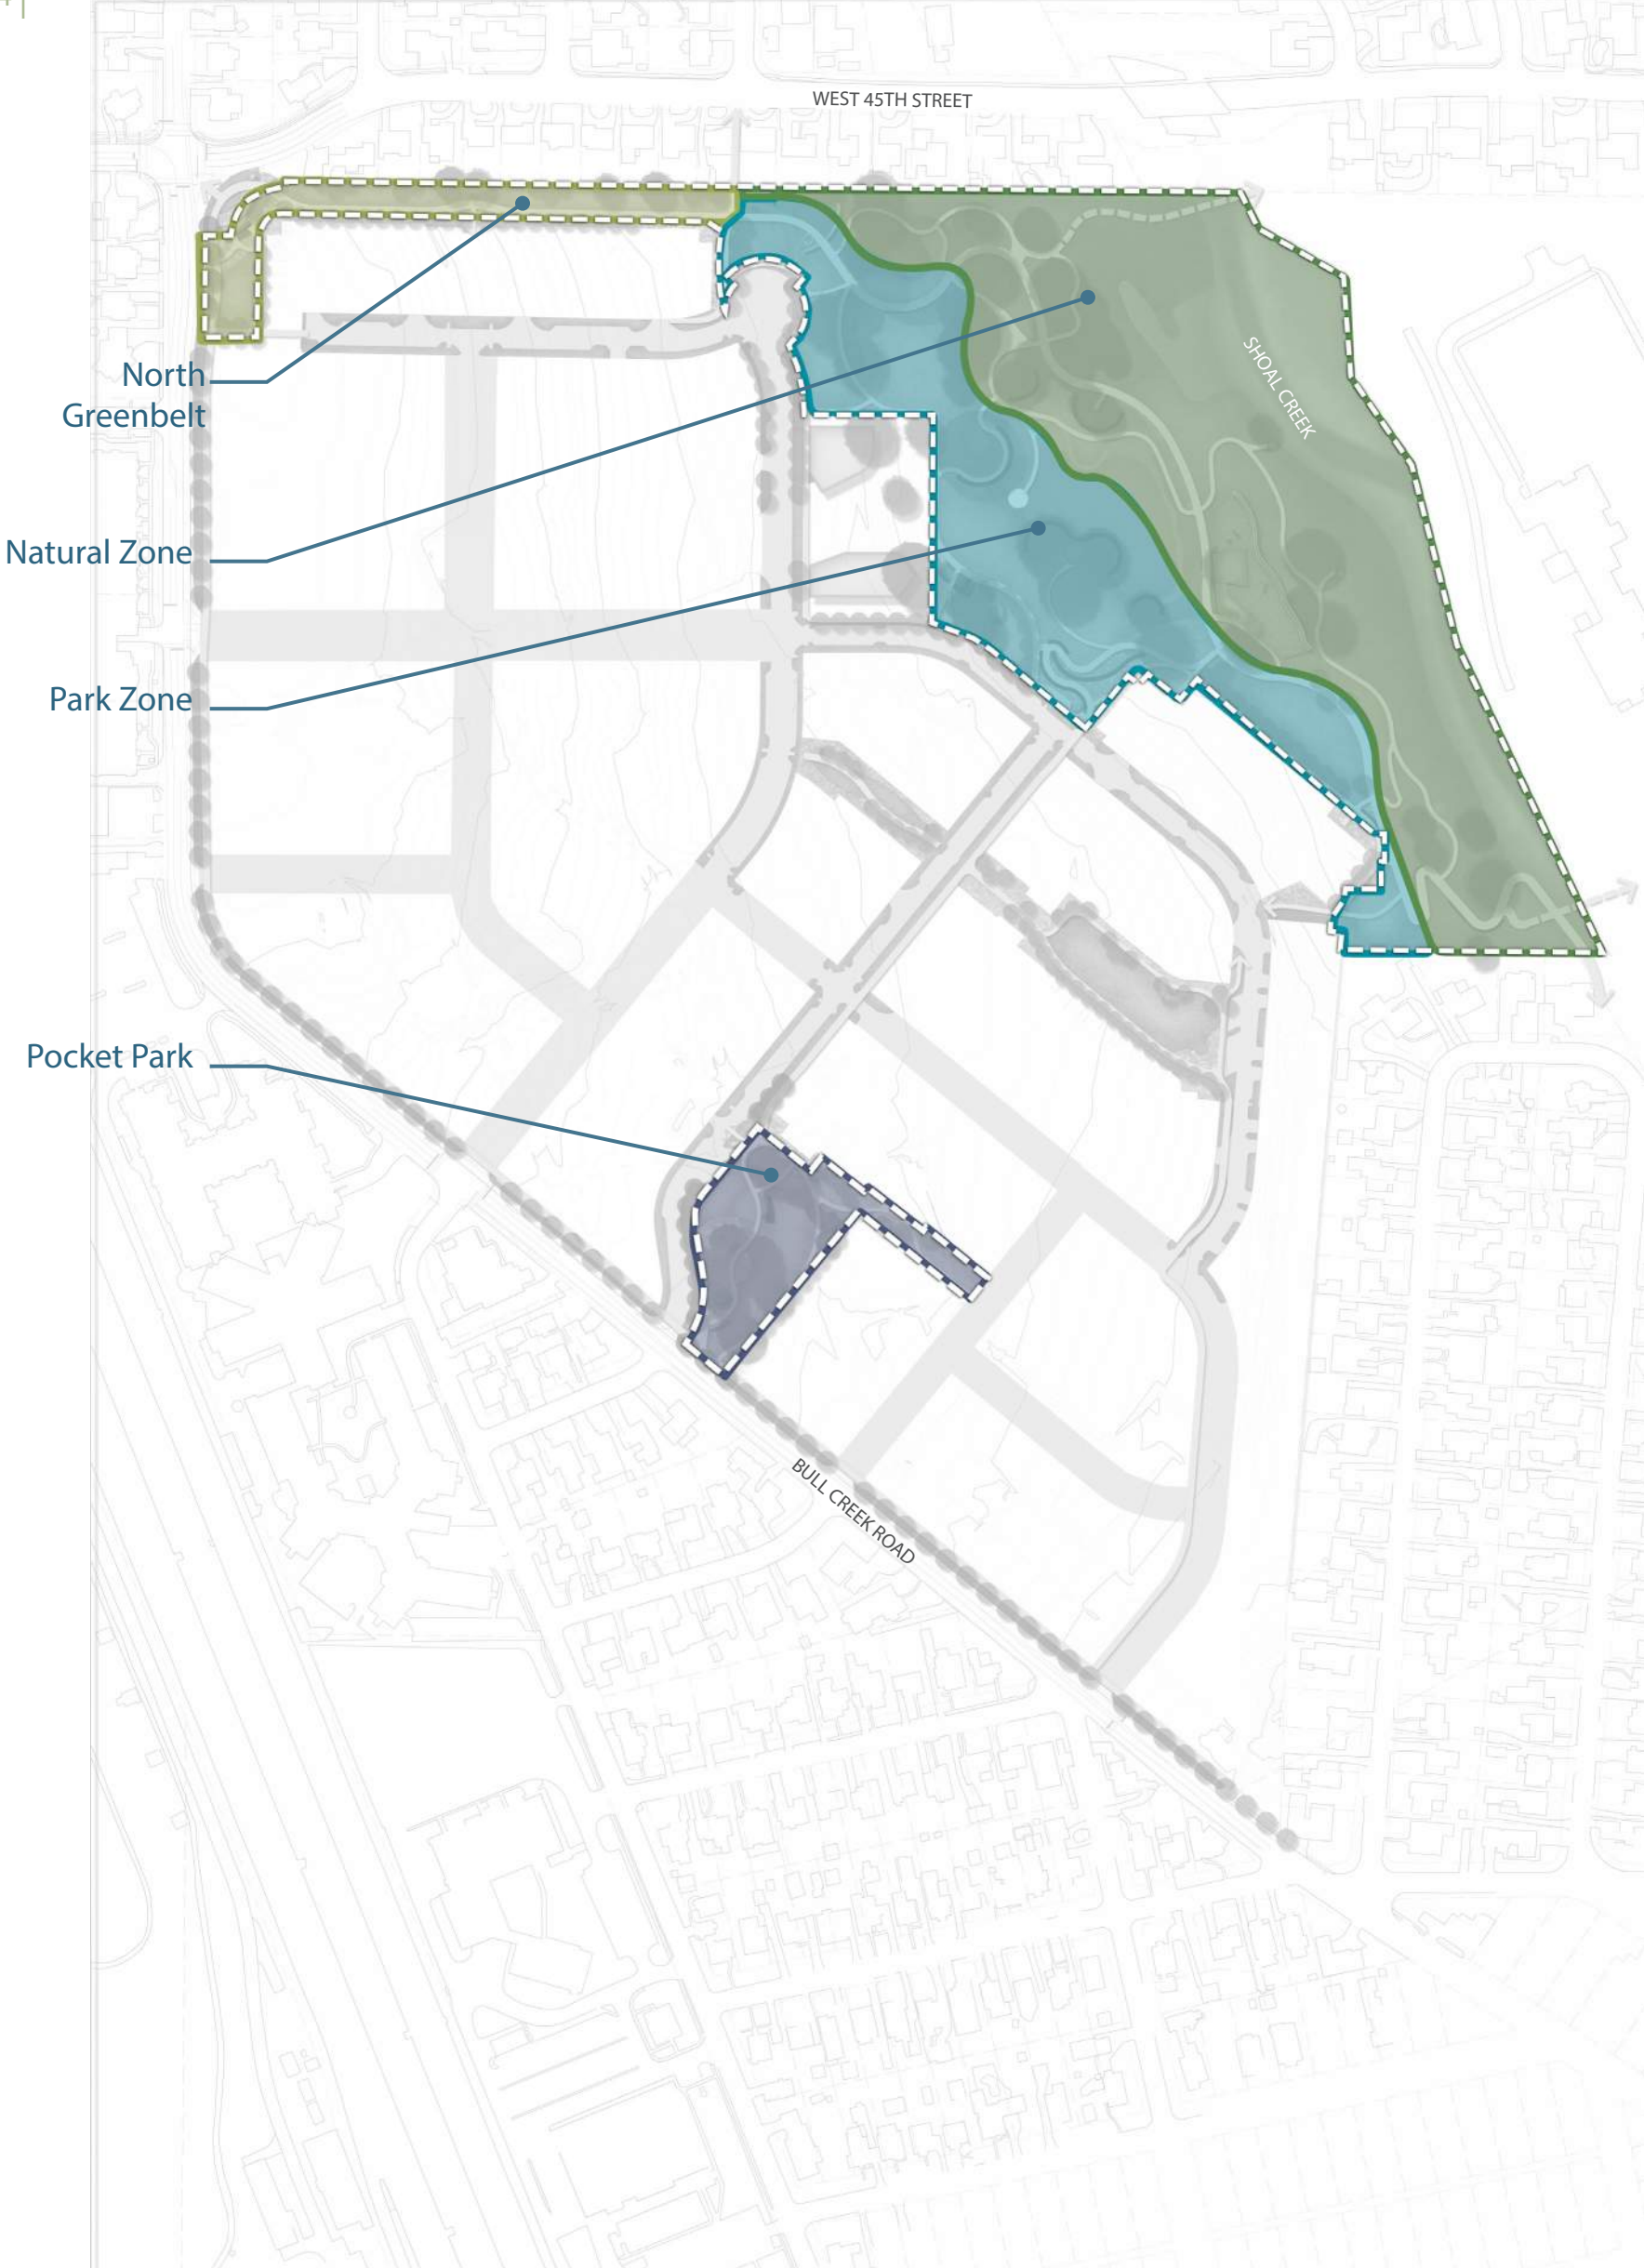 WEST 45TH STREET
SHOAL CREEK
North
Greenbelt
Natural Zone
Park Zone
Pocket Park
BULL CREEK ROAD